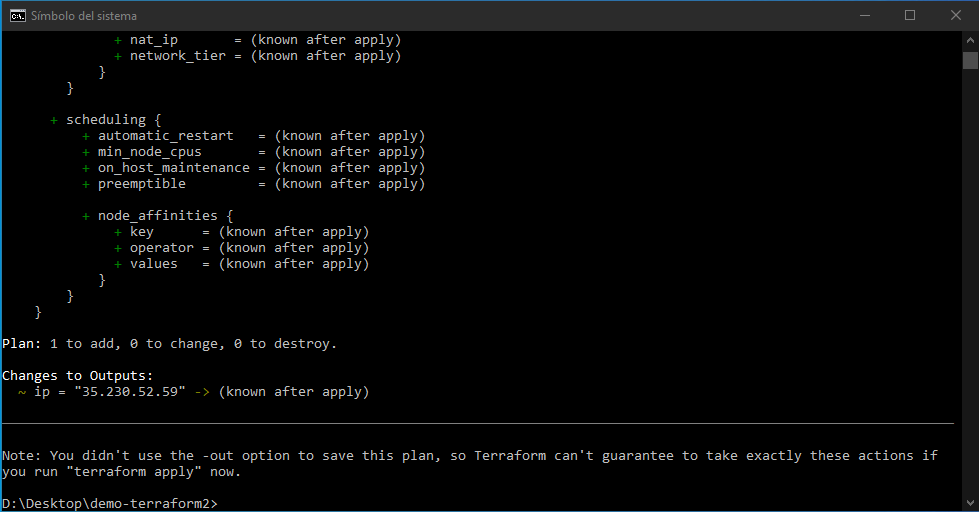 Símbolo del sistema
+ nat_ip       = (known after apply)
+ network_tier = (known after apply)
}
}
+ scheduling {
+ automatic_restart   = (known after apply)
+ min_node_cpus       = (known after apply)
+ on_host_maintenance = (known after apply)
+ preemptible         = (known after apply)
+ node_affinities {
+ key      = (known after apply)
+ operator = (known after apply)
+ values   = (known after apply)
}
}
}
Plan: 1 to add, 0 to change, 0 to destroy.
Changes to Outputs:
~ ip = "35.230.52.59" -> (known after apply)
Note: You didn't use the -out option to save this plan, so Terraform can't guarantee to take exactly these actions if
you run "terraform apply" now.
D:\Desktop\demo-terraform2>